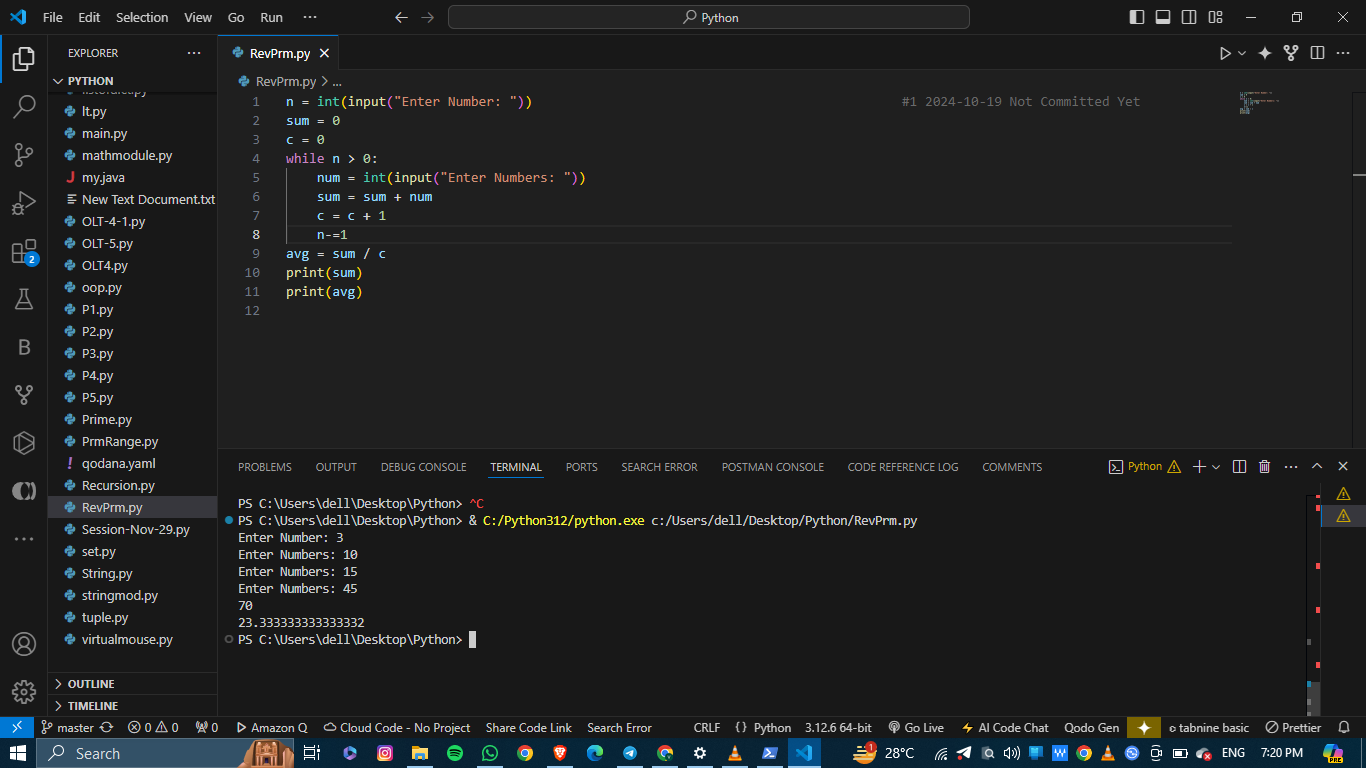 File Edit Selection View Go Run ··· Python
EXPLORER ···
PYTHON
lt.py
main.py
mathmodule.py
my.java
New Text Document.txt
OLT-4-1.py
OLT-5.py
OLT4.py
oop.py
P1.py
P2.py
P3.py
P4.py
P5.py
Prime.py
PrmRange.py
qodana.yaml
Recursion.py
RevPrm.py
Session-Nov-29.py
set.py
String.py
stringmod.py
tuple.py
virtualmouse.py
OUTLINE
TIMELINE
2
B
RevPrm.py
RevPrm.py > ...
1 n = int(input("Enter Number: ")) #1 2024-10-19 Not Committed Yet
2 sum = 0
3 c = 0
4 while n > 0:
5 num = int(input("Enter Numbers: "))
6 sum = sum + num
7 c = c + 1
8 n-=1
9 avg = sum / c
10 print(sum)
11 print(avg)
12
PROBLEMS OUTPUT DEBUG CONSOLE TERMINAL PORTS SEARCH ERROR POSTMAN CONSOLE CODE REFERENCE LOG COMMENTS Python
PS C:\Users\dell\Desktop\Python> ^C
PS C:\Users\dell\Desktop\Python> & C:/Python312/python.exe c:/Users/dell/Desktop/Python/RevPrm.py
Enter Number: 3
Enter Numbers: 10
Enter Numbers: 15
Enter Numbers: 45
70
23.333333333333332
PS C:\Users\dell\Desktop\Python>
master 0 0 0 Amazon Q Cloud Code - No Project Share Code Link Search Error CRLF {} Python 3.12.6 64-bit Go Live AI Code Chat Qodo Gen tabnine basic Prettier
Search 1 28°C ENG 7:20 PM PRE